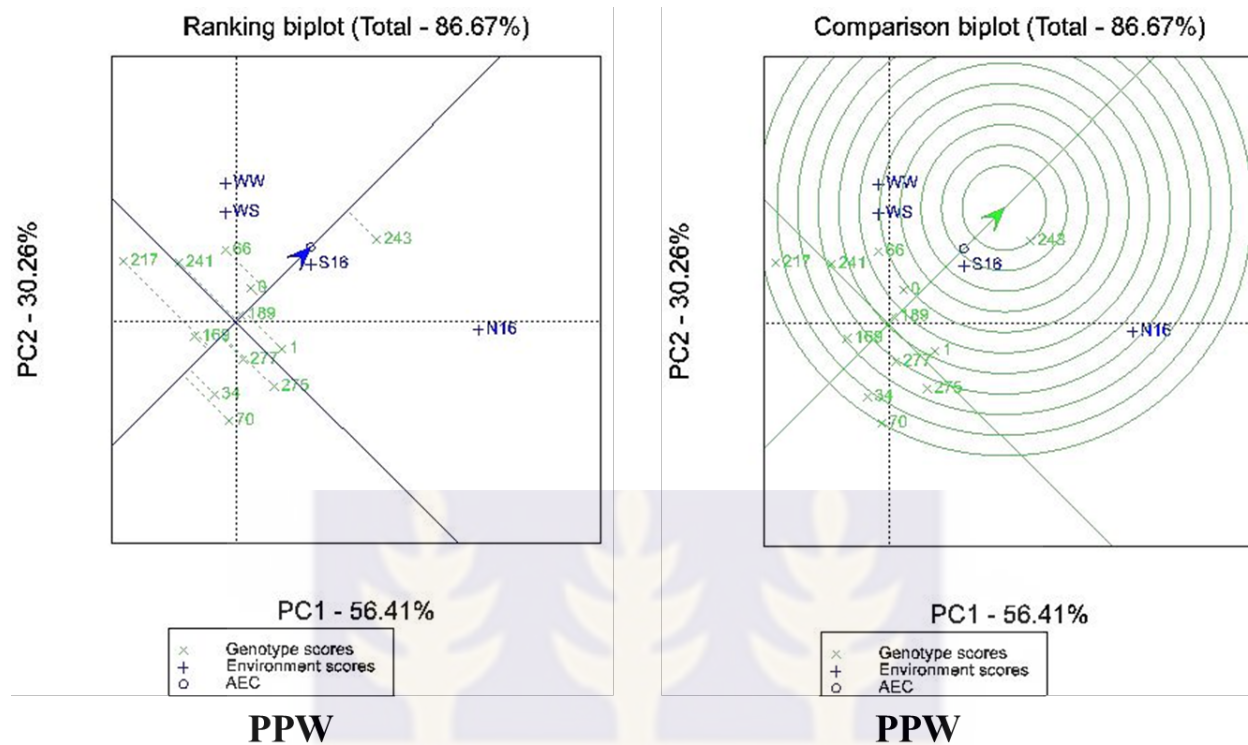 Ranking biplot (Total - 86.67%)
PC2 - 30.26%
WW
WS
66
243
217
241
S16
0
189
N16
169
1
277
275
34
70
PC1 - 56.41%
Genotype scores
Environment scores
AEC
PPW
Comparison biplot (Total - 86.67%)
PC2 - 30.26%
WW
WS
243
66
217
241
S16
0
189
N16
169
1
277
275
34
70
PC1 - 56.41%
Genotype scores
Environment scores
AEC
PPW